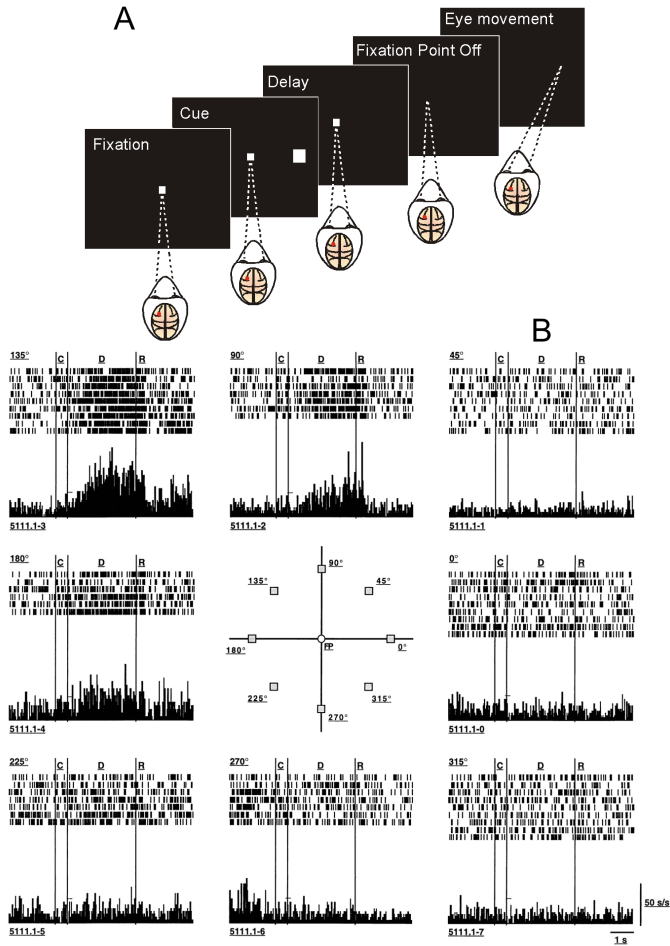 A
Fixation
Cue
Delay
Fixation Point Off
Eye movement
B
135°
C D R
5111.1-3
90°
C D R
5111.1-2
45°
C D R
5111.1-1
180°
C D R
5111.1-4
90°
135°
45°
180°
FP
0°
225°
315°
270°
0°
C D R
5111.1-0
225°
C D R
5111.1-5
270°
C D R
5111.1-6
315°
C D R
5111.1-7
50 s/s
1 s